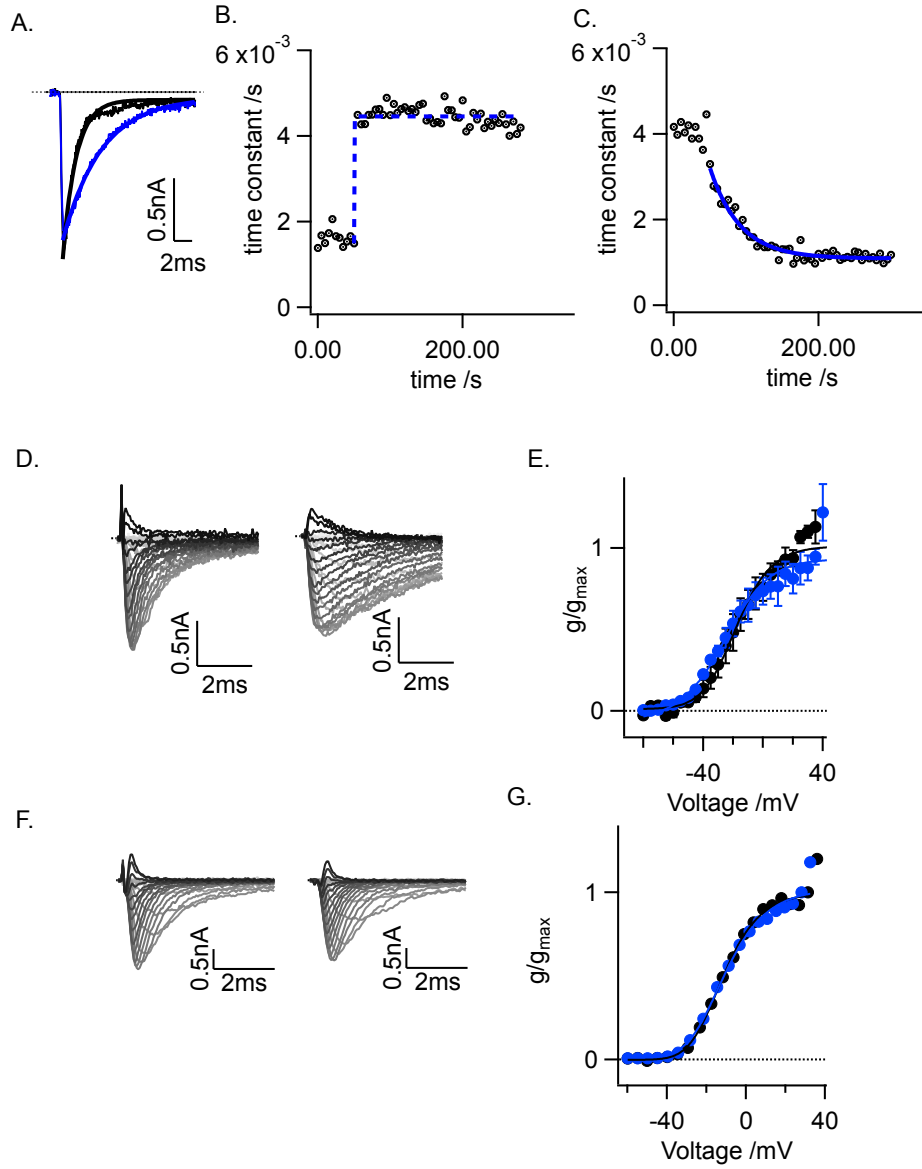 A.
0.5nA
2ms
B.
6 x10⁻³
4
2
0
time constant /s
0.00
200.00
time /s
C.
6 x10⁻³
4
2
0
time constant /s
0.00
200.00
time /s
D.
0.5nA
2ms
0.5nA
2ms
E.
1
0
g/gmax
-40
40
Voltage /mV
F.
0.5nA
2ms
0.5nA
2ms
G.
1
0
g/gmax
-40
0
40
Voltage /mV